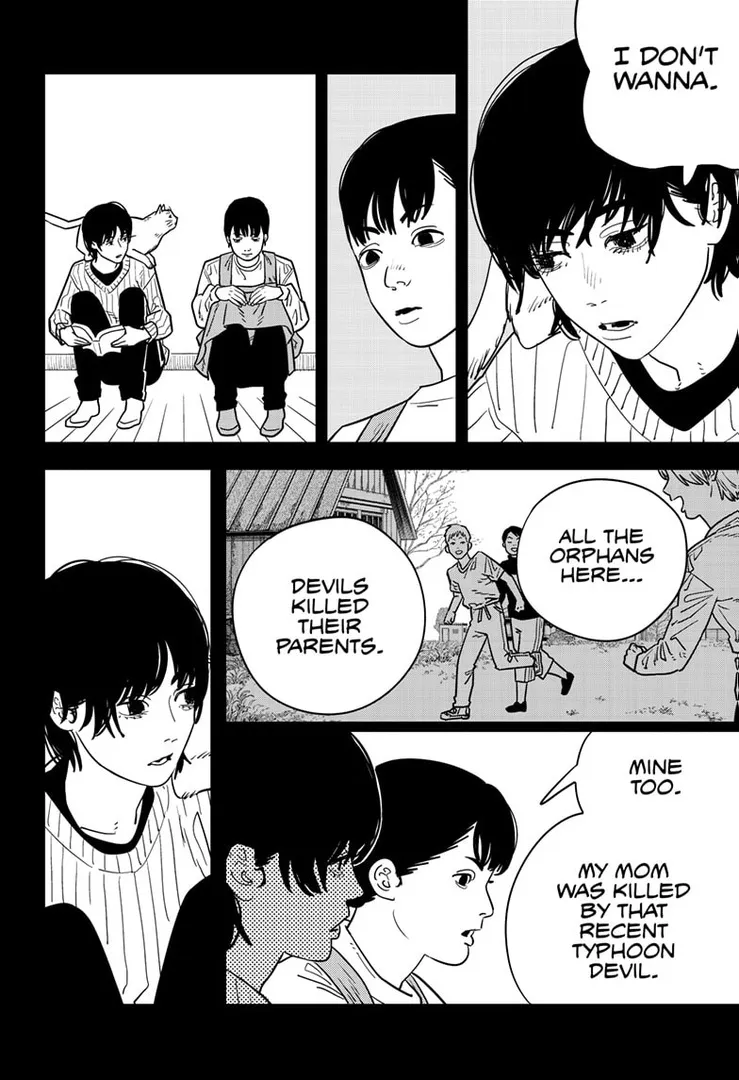 I DON'T
WANNA.
ALL THE
ORPHANS
HERE...
DEVILS
KILLED
THEIR
PARENTS.
MINE
TOO.
MY MOM
WAS KILLED
BY THAT
RECENT
TYPHOON
DEVIL.